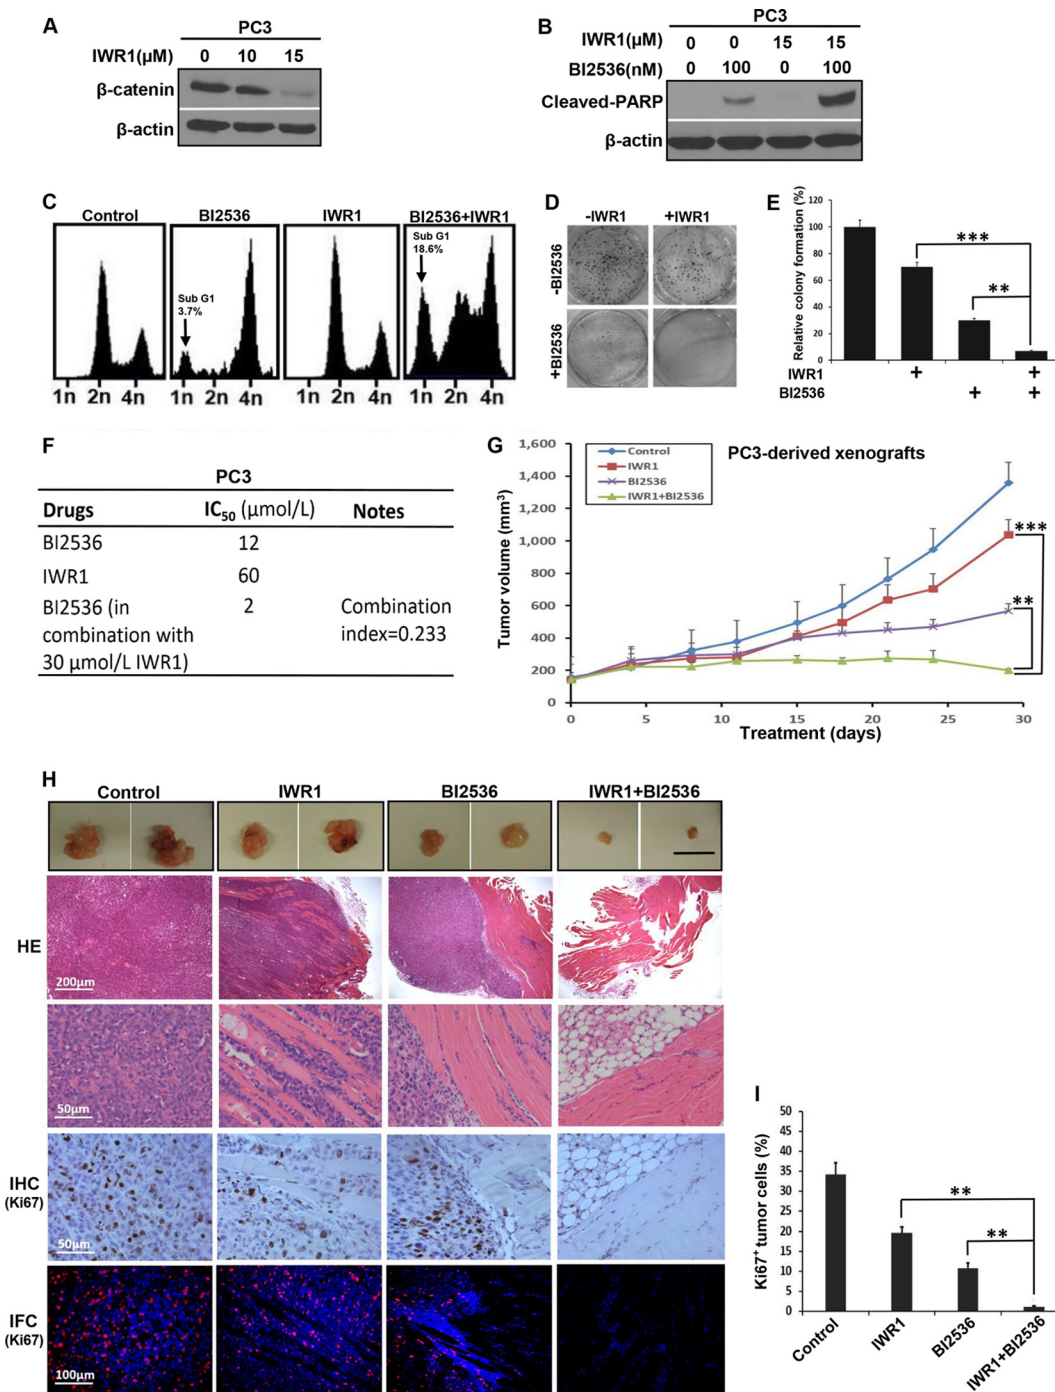 A
PC3
IWR1(μM) 0 10 15
β-catenin
β-actin
B
PC3
IWR1(μM) 0 0 15 15
BI2536(nM) 0 100 0 100
Cleaved-PARP
β-actin
C
Control BI2536 IWR1 BI2536+IWR1
Sub G1
3.7%
Sub G1
18.6%
1n 2n 4n 1n 2n 4n 1n 2n 4n 1n 2n 4n
D
-IWR1 +IWR1
-BI2536
+BI2536
E
Relative colony formation (%)
120
100
80
60
40
20
0
***
**
IWR1 + +
BI2536 + +
F
PC3
Drugs IC50 (μmol/L) Notes
BI2536 12
IWR1 60
BI2536 (in 2 Combination
combination with index=0.233
30 μmol/L IWR1)
G
PC3-derived xenografts
Control
IWR1
BI2536
IWR1+BI2536
Tumor volume (mm3)
1,600
1,400
1,200
1,000
800
600
400
200
0
0 5 10 15 20 25 30
Treatment (days)
***
**
H
Control IWR1 BI2536 IWR1+BI2536
HE
200μm
50μm
IHC
(Ki67)
50μm
IFC
(Ki67)
100μm
I
Ki67+ tumor cells (%)
50
45
40
35
30
25
20
15
10
5
0
**
**
Control IWR1 BI2536 IWR1+BI2536